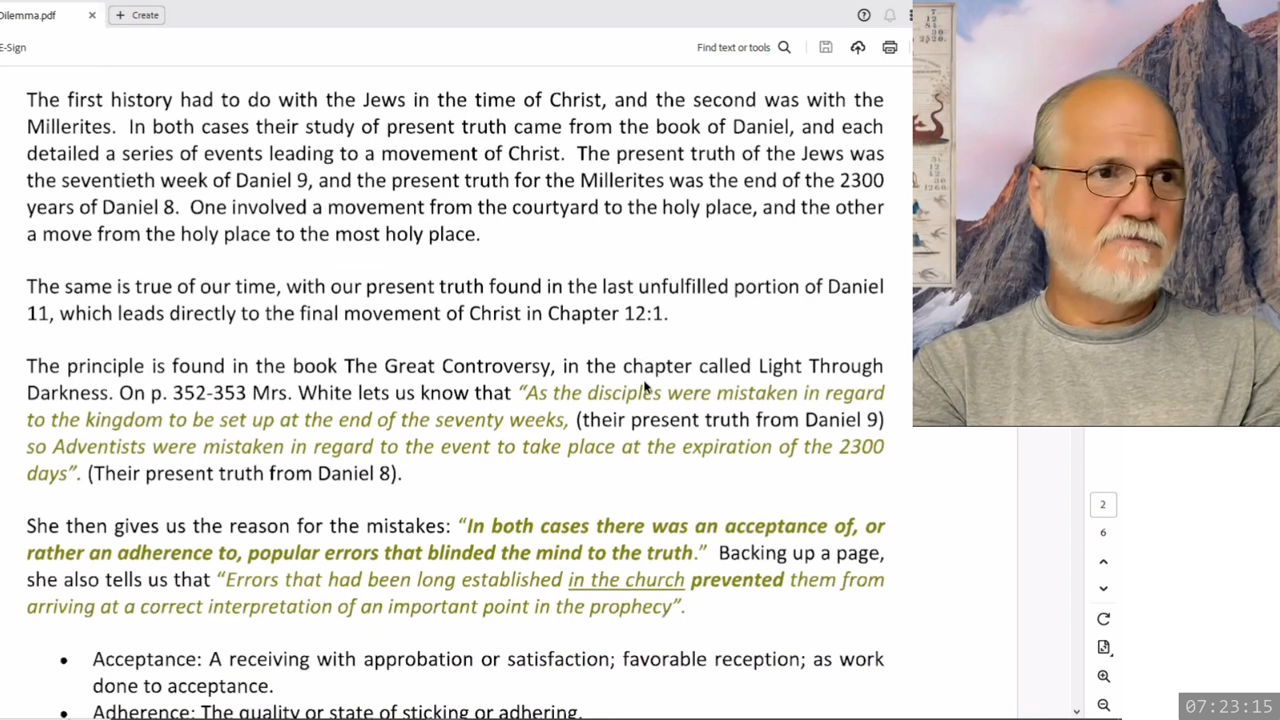 Dilemma.pdf
Create
E-Sign
Find text or tools
The first history had to do with the Jews in the time of Christ, and the second was with the
Millerites. In both cases their study of present truth came from the book of Daniel, and each
detailed a series of events leading to a movement of Christ. The present truth of the Jews was
the seventieth week of Daniel 9, and the present truth for the Millerites was the end of the 2300
years of Daniel 8. One involved a movement from the courtyard to the holy place, and the other
a move from the holy place to the most holy place.
The same is true of our time, with our present truth found in the last unfulfilled portion of Daniel
11, which leads directly to the final movement of Christ in Chapter 12:1.
The principle is found in the book The Great Controversy, in the chapter called Light Through
Darkness. On p. 352-353 Mrs. White lets us know that “As the disciples were mistaken in regard
to the kingdom to be set up at the end of the seventy weeks, (their present truth from Daniel 9)
so Adventists were mistaken in regard to the event to take place at the expiration of the 2300
days”. (Their present truth from Daniel 8).
She then gives us the reason for the mistakes: “In both cases there was an acceptance of, or
rather an adherence to, popular errors that blinded the mind to the truth.” Backing up a page,
she also tells us that “Errors that had been long established in the church prevented them from
arriving at a correct interpretation of an important point in the prophecy”.
• Acceptance: A receiving with approbation or satisfaction; favorable reception; as work
done to acceptance.
• Adherence: The quality or state of sticking or adhering.
2
6
07:23:15